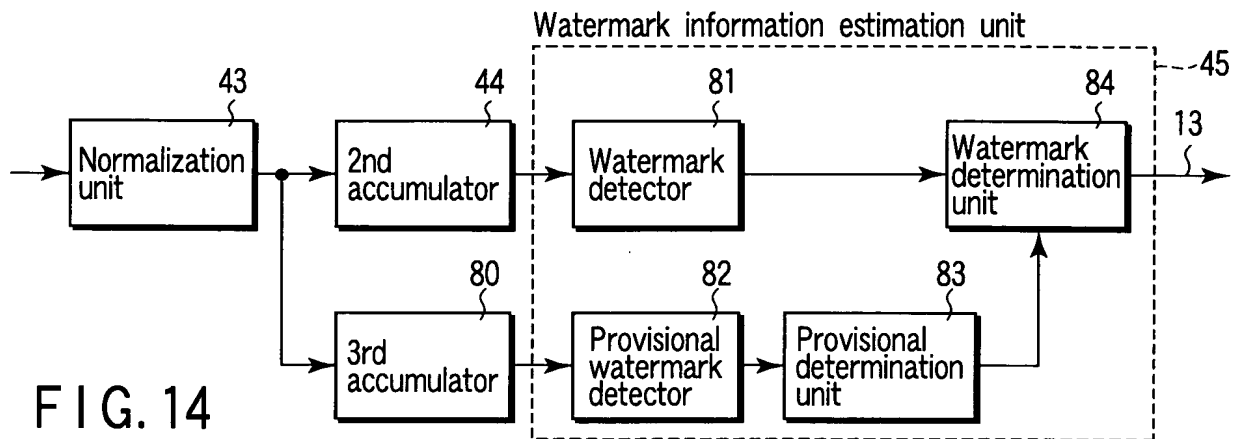 Watermark information estimation unit
45
43
44
81
84
13
Normalization
unit
2nd
accumulator
Watermark
detector
Watermark
determination
unit
80
82
83
3rd
accumulator
Provisional
watermark
detector
Provisional
determination
unit
FIG. 14